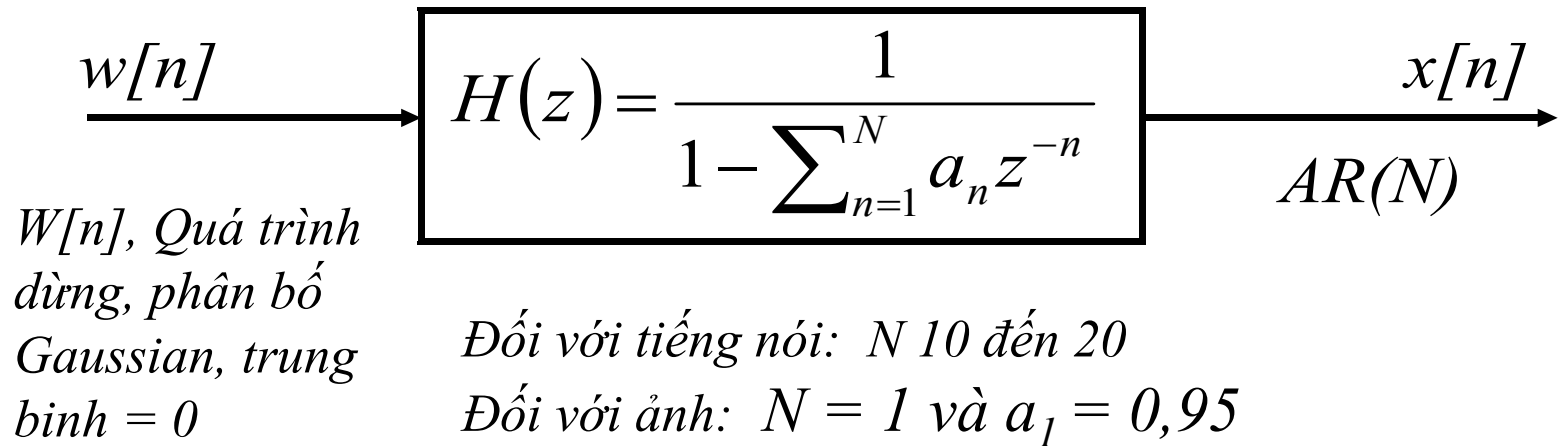 w[n]
H(z) = 1 / (1 − ∑_{n=1}^{N} a_n z^{−n})
x[n]
AR(N)
W[n], Quá trình
dừng, phân bố
Gaussian, trung
binh = 0
Đối với tiếng nói: N 10 đến 20
Đối với ảnh: N = 1 và a_1 = 0,95